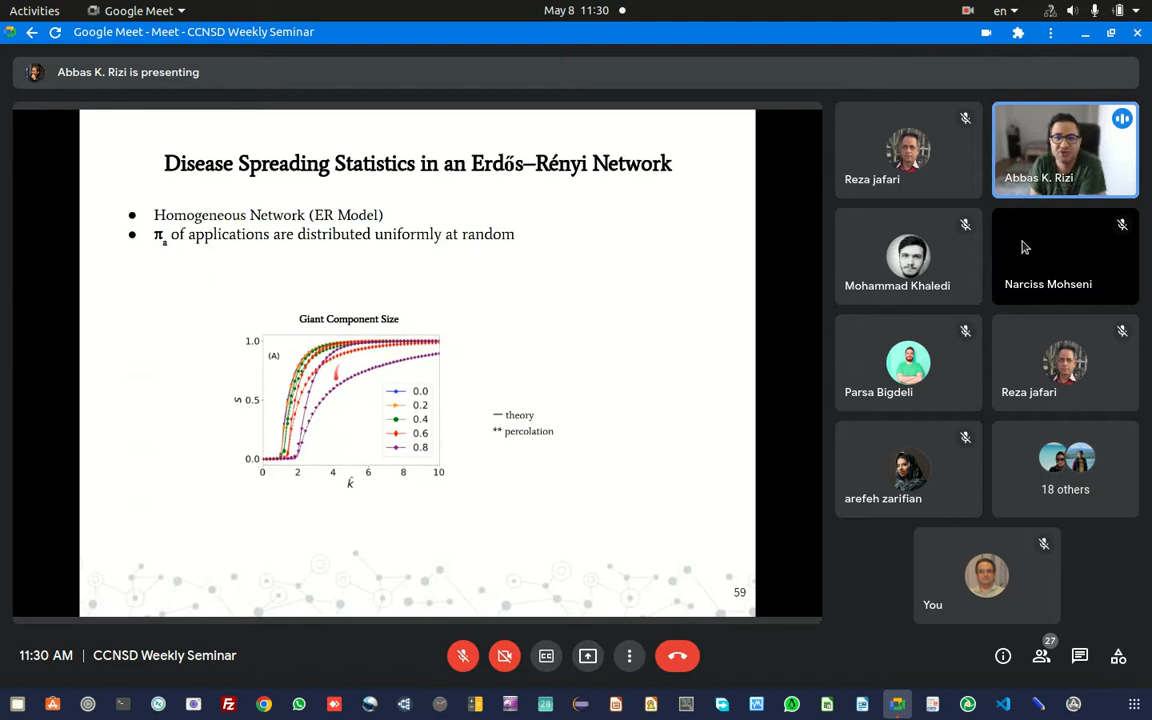 Activities
Google Meet
May 8 11:30
en
Google Meet - Meet - CCNSD Weekly Seminar
Abbas K. Rizi is presenting
Disease Spreading Statistics in an Erdős–Rényi Network
● Homogeneous Network (ER Model)
● πa of applications are distributed uniformly at random
Giant Component Size
(A)
1.0
0.5
0.0
S
0 2 4 6 8 10
k̄
0.0
0.2
0.4
0.6
0.8
— theory
** percolation
59
Reza jafari
Abbas K. Rizi
Mohammad Khaledi
Narciss Mohseni
Parsa Bigdeli
Reza jafari
arefeh zarifian
18 others
You
11:30 AM | CCNSD Weekly Seminar
27